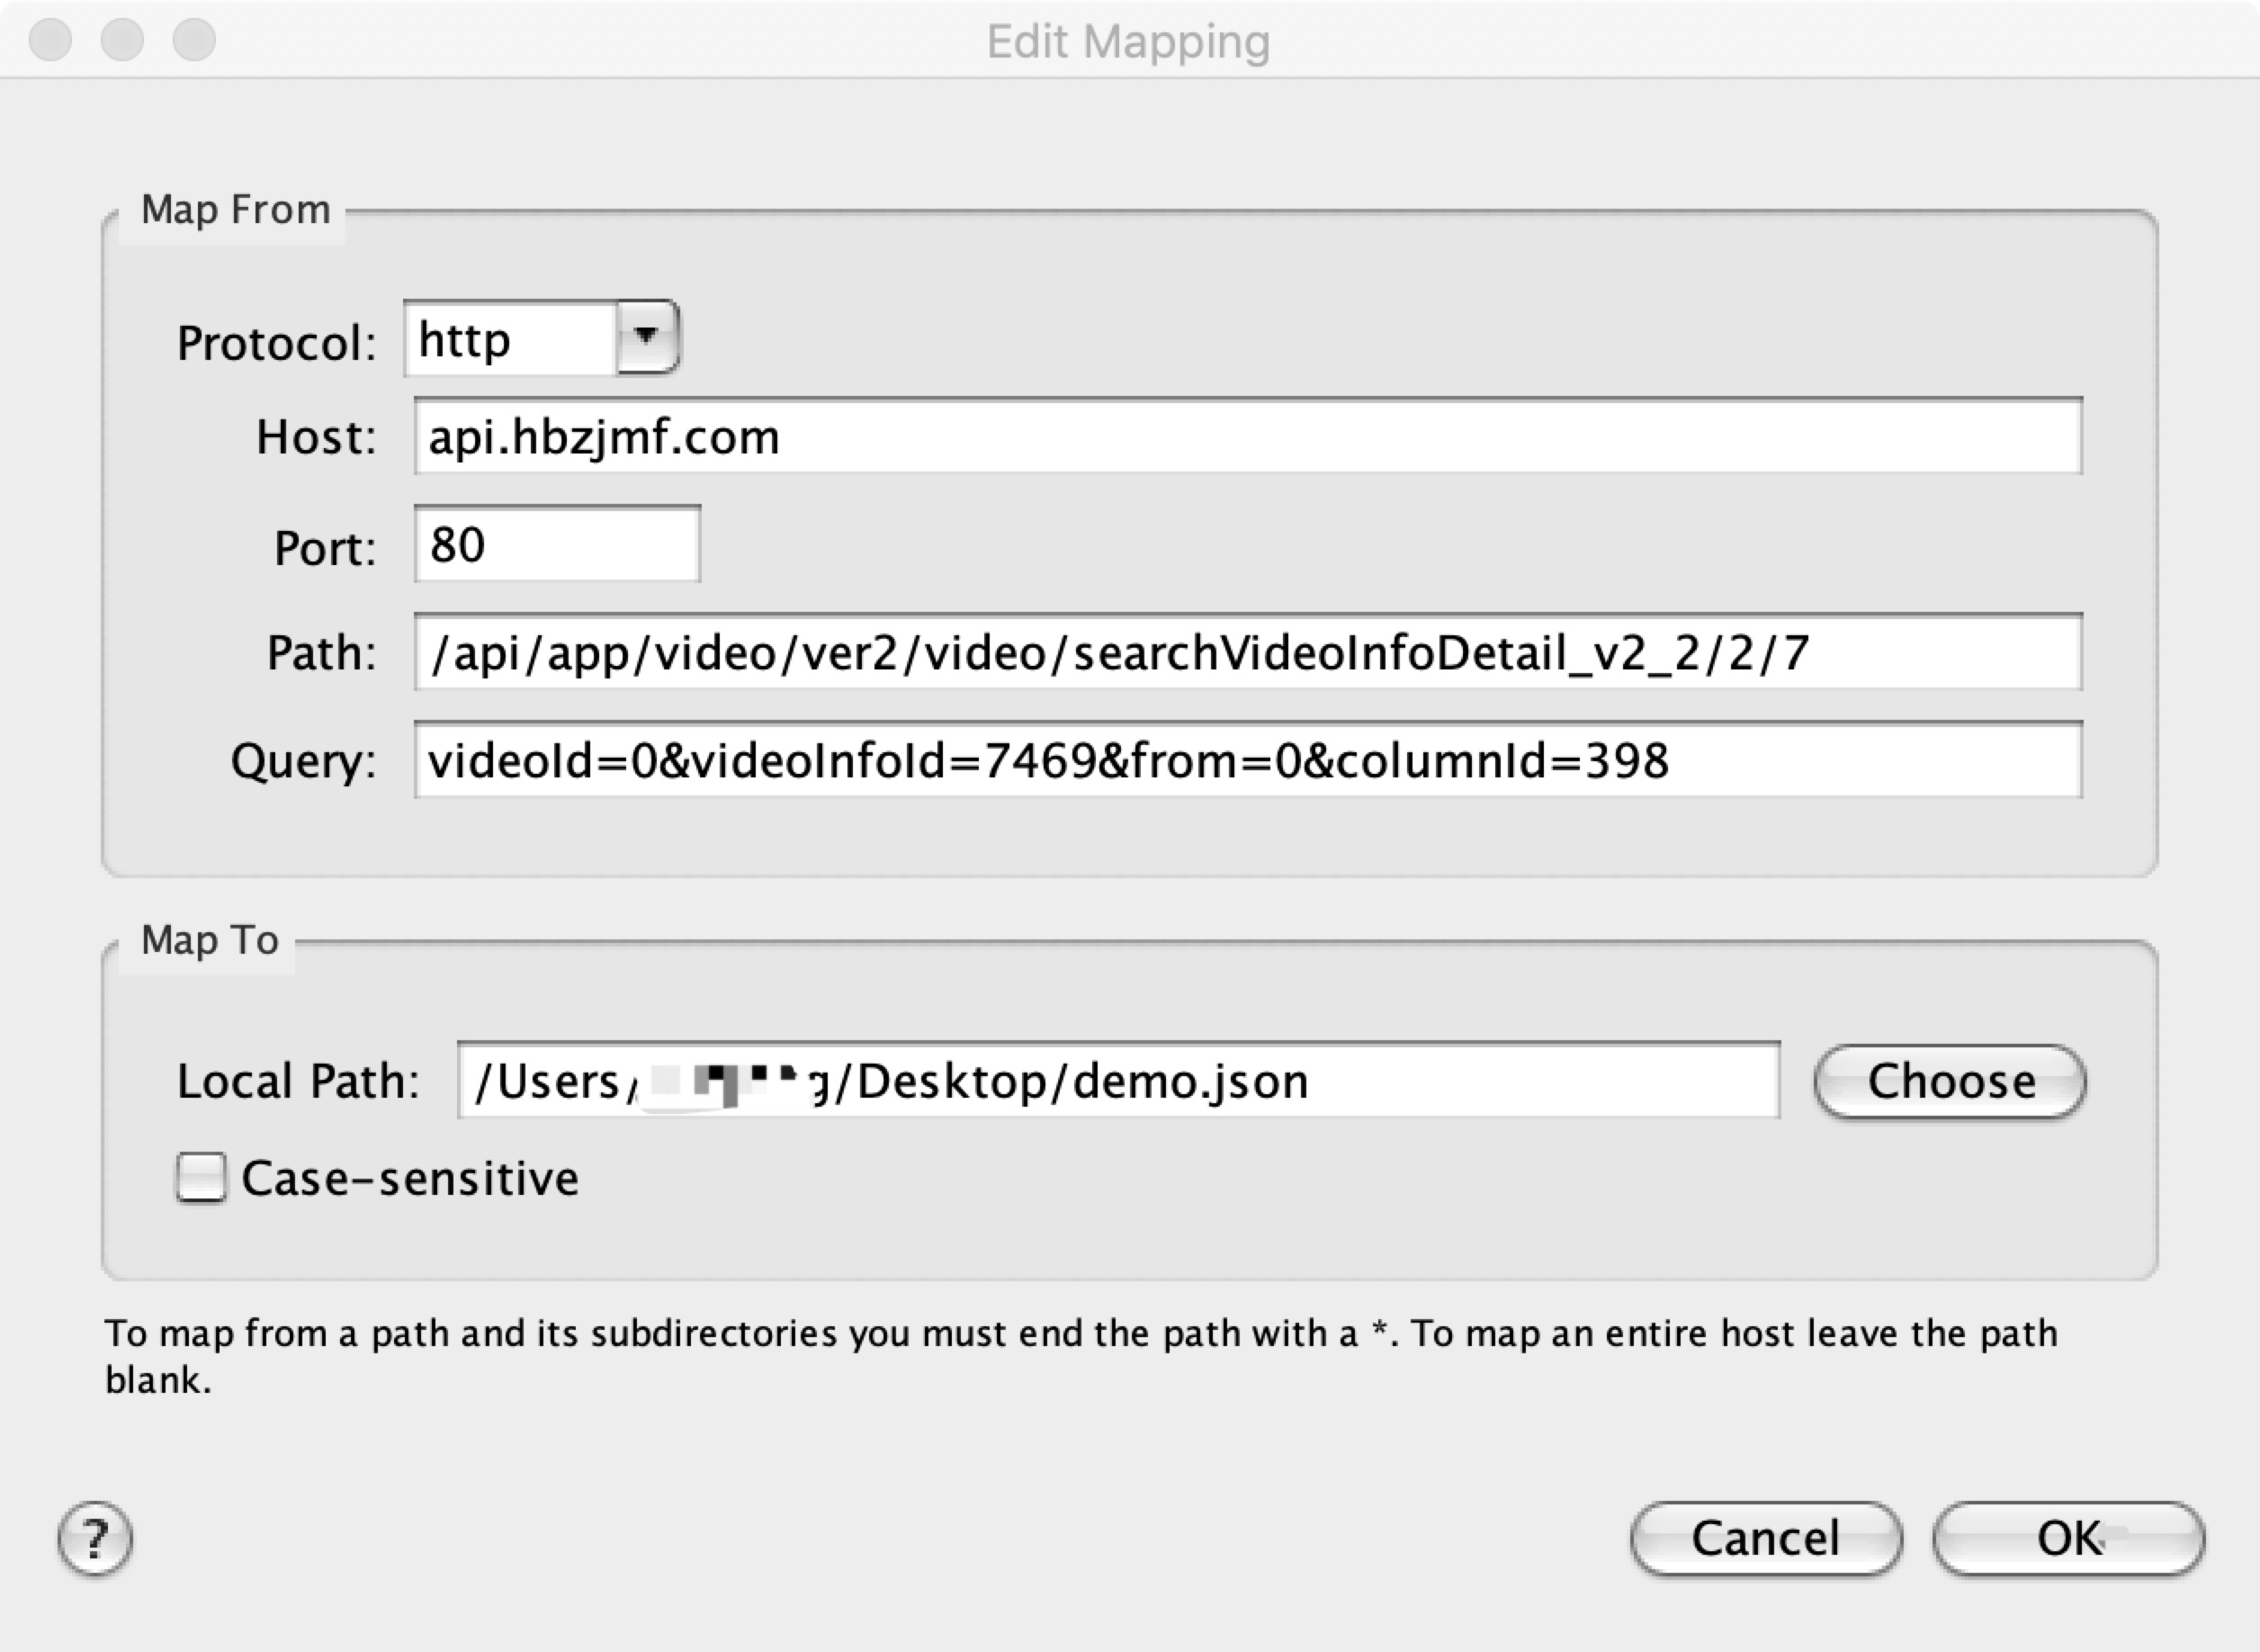 Edit Mapping
Map From
Protocol: http
Host: api.hbzjmf.com
Port: 80
Path: /api/app/video/ver2/video/searchVideoInfoDetail_v2_2/2/7
Query: videoId=0&videoInfoId=7469&from=0&columnId=398
Map To
Local Path: /Users/ g/Desktop/demo.json Choose
Case-sensitive
To map from a path and its subdirectories you must end the path with a *. To map an entire host leave the path
blank.
? Cancel OK